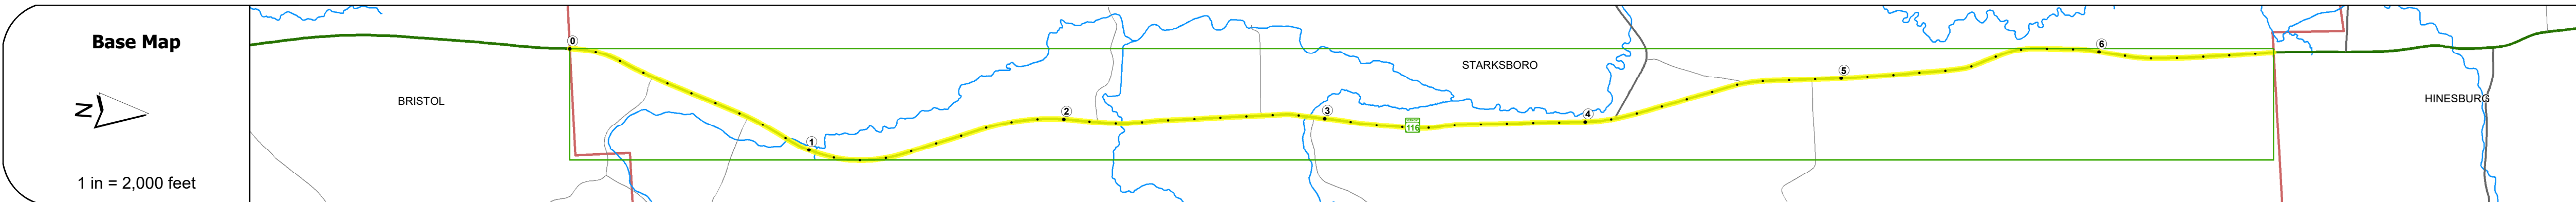 Base Map
N
1 in = 2,000 feet
BRISTOL
0
1
2
3
116
STARKSBORO
4
5
6
HINESBURG